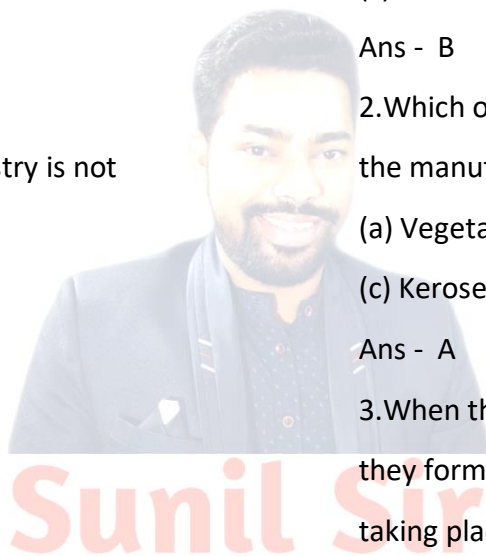 Ans - B
2.Which o
stry is not
the manu
(a) Vegeta
(c) Kerose
Ans - A
3.When th
they form
Sunil Sir
taking pla